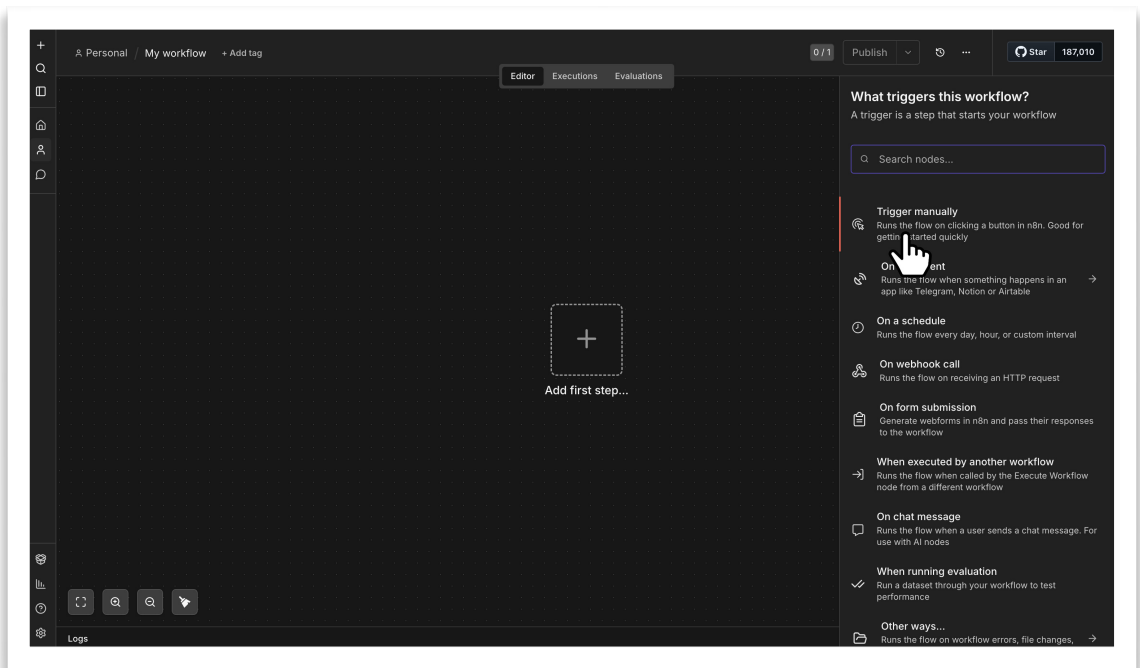 Personal / My workflow + Add tag
0 / 1 Publish ... Star 187,010
Editor Executions Evaluations
Add first step...
Logs
What triggers this workflow?
A trigger is a step that starts your workflow
Search nodes...
Trigger manually
Runs the flow on clicking a button in n8n. Good for
started quickly
On
Runs the flow when something happens in an
app like Telegram, Notion or Airtable
On a schedule
Runs the flow every day, hour, or custom interval
On webhook call
Runs the flow on receiving an HTTP request
On form submission
Generate webforms in n8n and pass their responses
to the workflow
When executed by another workflow
Runs the flow when called by the Execute Workflow
node from a different workflow
On chat message
Runs the flow when a user sends a chat message. For
use with AI nodes
When running evaluation
Run a dataset through your workflow to test
performance
Other ways...
Runs the flow on workflow errors, file changes,